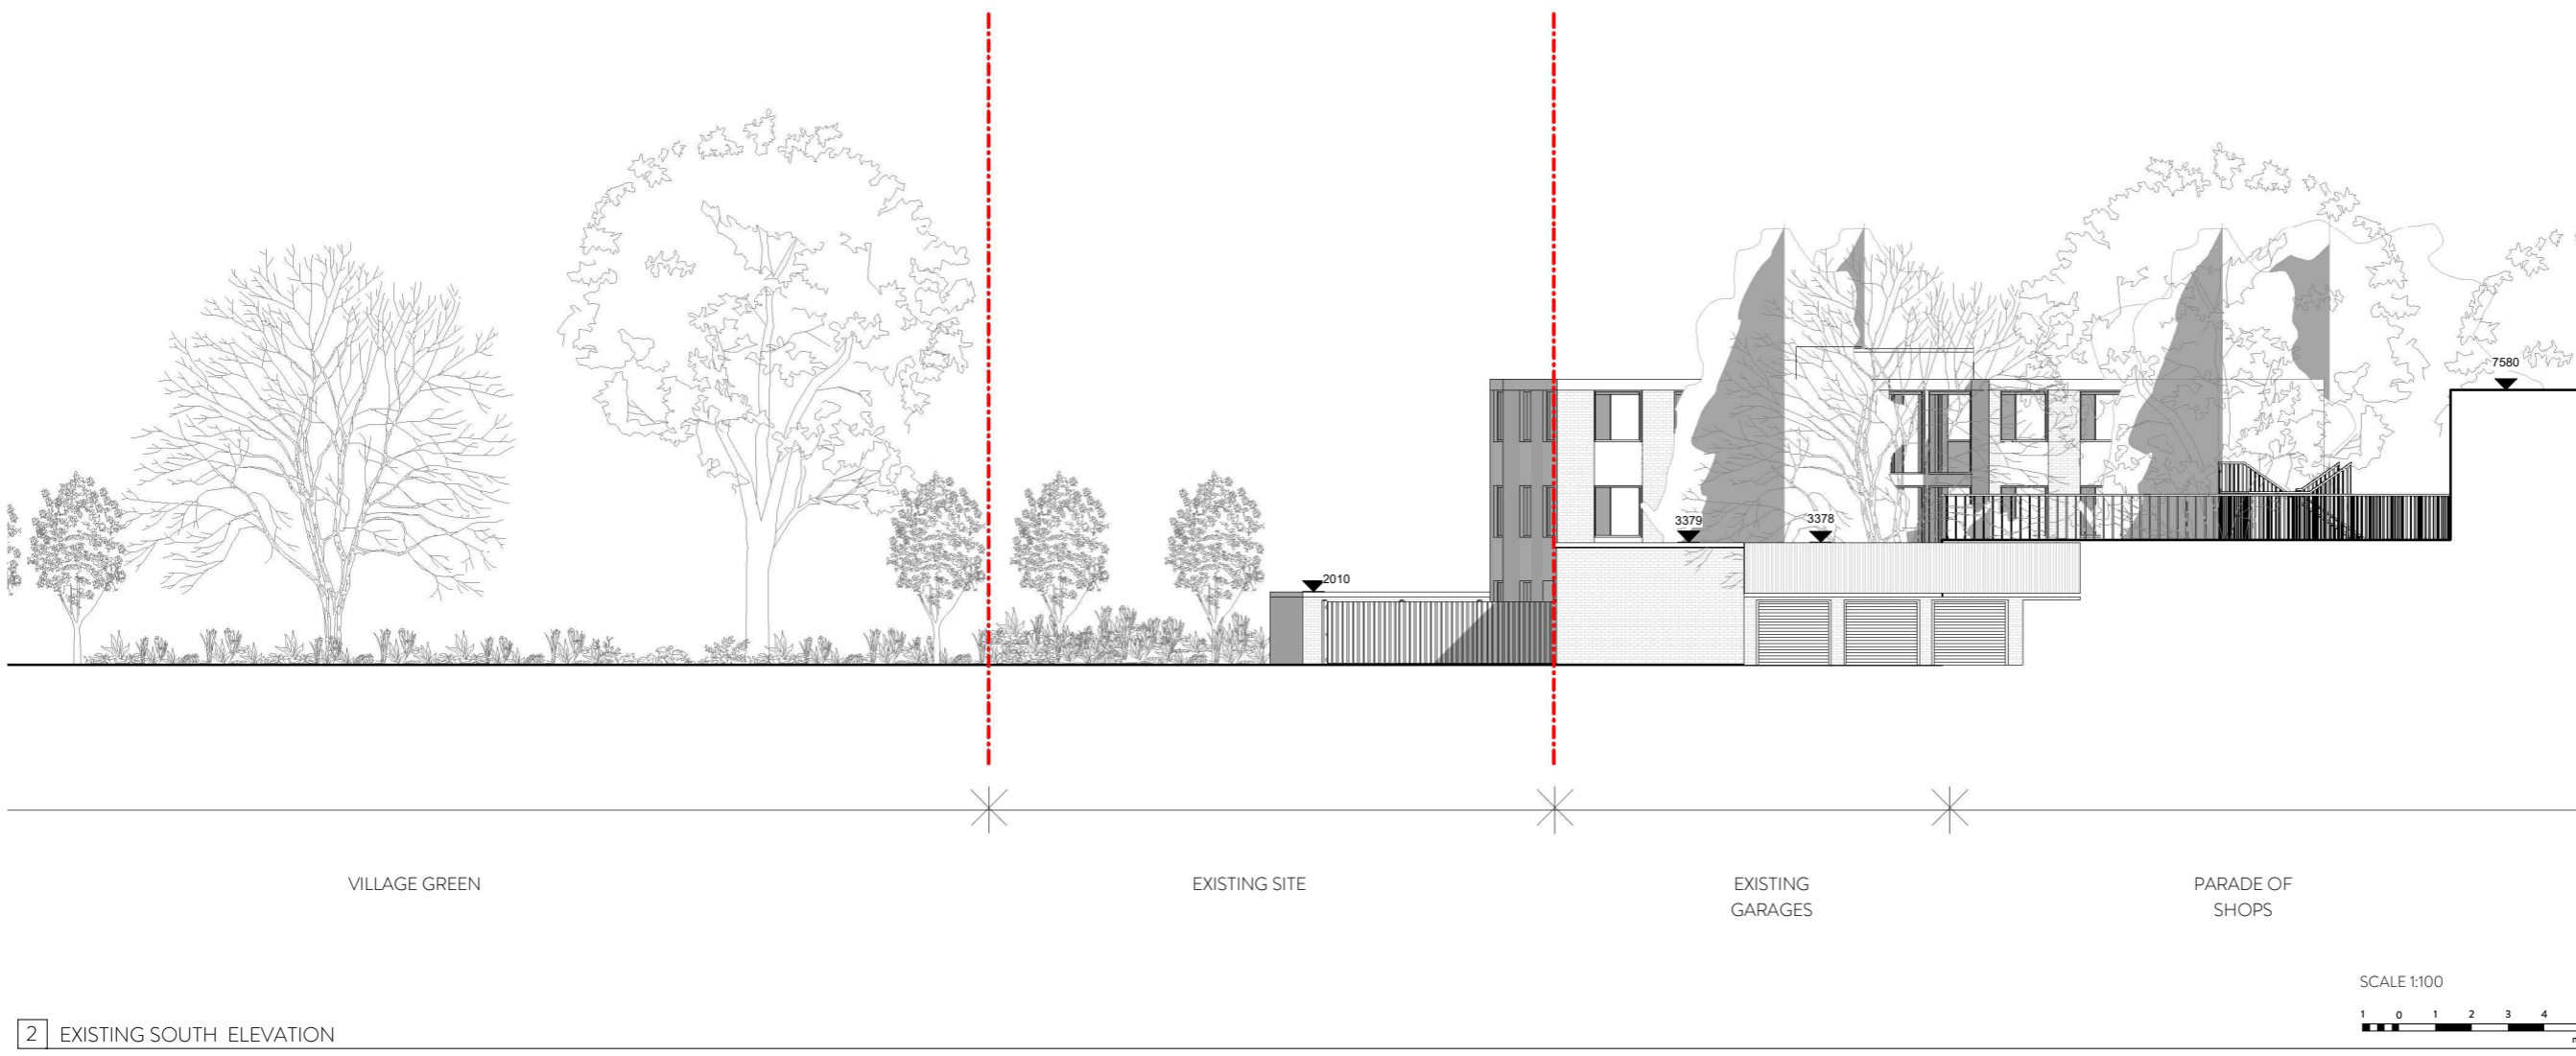 7580
3379
3378
2010
VILLAGE GREEN
EXISTING SITE
EXISTING
GARAGES
PARADE OF
SHOPS
SCALE 1:100
1 0 1 2 3 4
2 EXISTING SOUTH ELEVATION